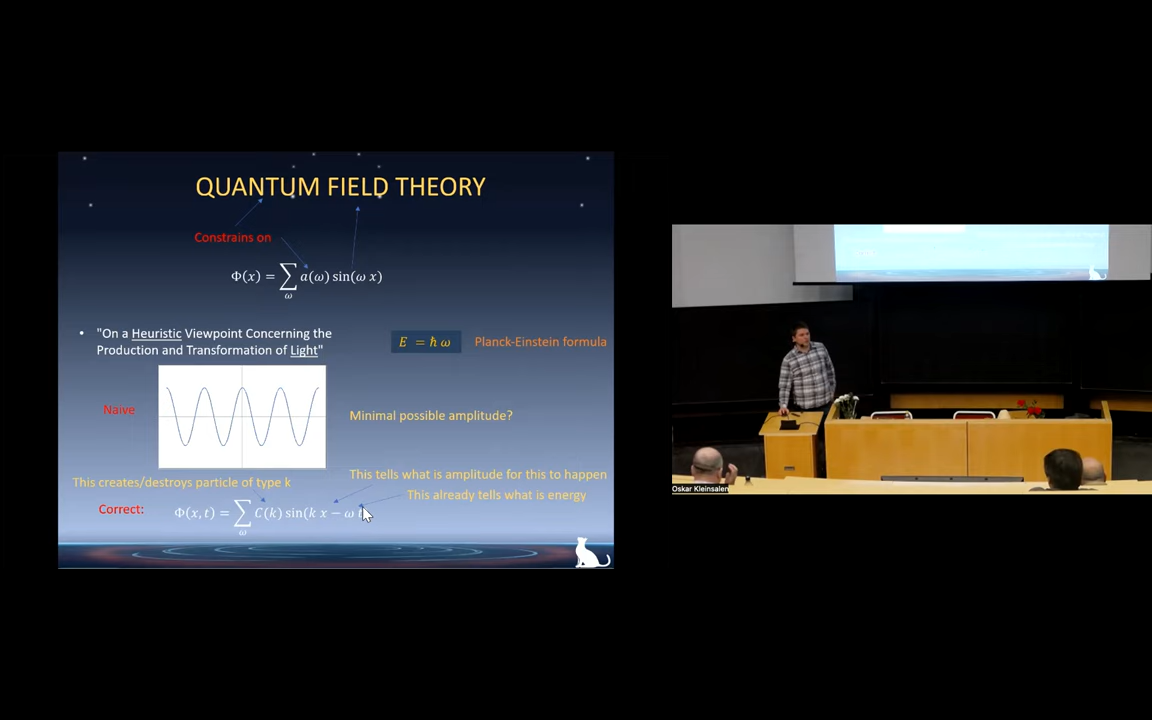 QUANTUM FIELD THEORY
Constrains on
Φ(x) = ∑ω a(ω) sin(ω x)
• "On a Heuristic Viewpoint Concerning the
Production and Transformation of Light"
E = ℏ ω
Planck-Einstein formula
Naive
Minimal possible amplitude?
This tells what is amplitude for this to happen
This creates/destroys particle of type k
This already tells what is energy
Correct:
Φ(x, t) = ∑ω C(k) sin(k x − ω t
Oskar Kleinsalen